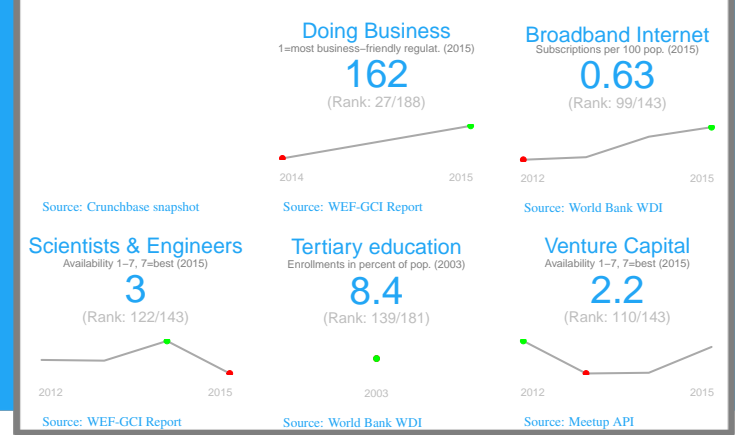 Doing Business
1=most business−friendly regulat. (2015)
162
(Rank: 27/188)
2014 2015
Source: WEF-GCI Report
Broadband Internet
Subscriptions per 100 pop. (2015)
0.63
(Rank: 99/143)
2012 2015
Source: World Bank WDI
Source: Crunchbase snapshot
Scientists & Engineers
Availability 1−7, 7=best (2015)
3
(Rank: 122/143)
2012 2015
Source: WEF-GCI Report
Tertiary education
Enrollments in percent of pop. (2003)
8.4
(Rank: 139/181)
2003
Source: World Bank WDI
Venture Capital
Availability 1−7, 7=best (2015)
2.2
(Rank: 110/143)
2012 2015
Source: Meetup API